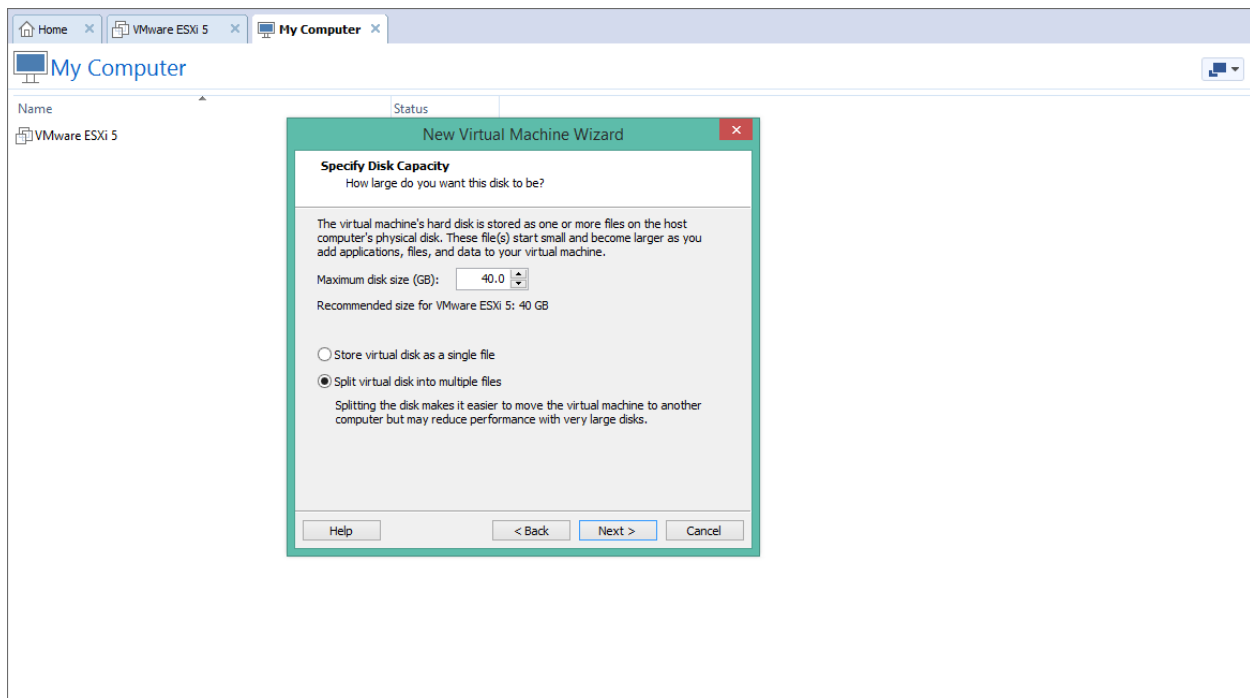 Home
VMware ESXi 5
My Computer
My Computer
Name
Status
VMware ESXi 5
New Virtual Machine Wizard
Specify Disk Capacity
How large do you want this disk to be?
The virtual machine's hard disk is stored as one or more files on the host
computer's physical disk. These file(s) start small and become larger as you
add applications, files, and data to your virtual machine.
Maximum disk size (GB): 40.0
Recommended size for VMware ESXi 5: 40 GB
Store virtual disk as a single file
Split virtual disk into multiple files
Splitting the disk makes it easier to move the virtual machine to another
computer but may reduce performance with very large disks.
Help
< Back
Next >
Cancel